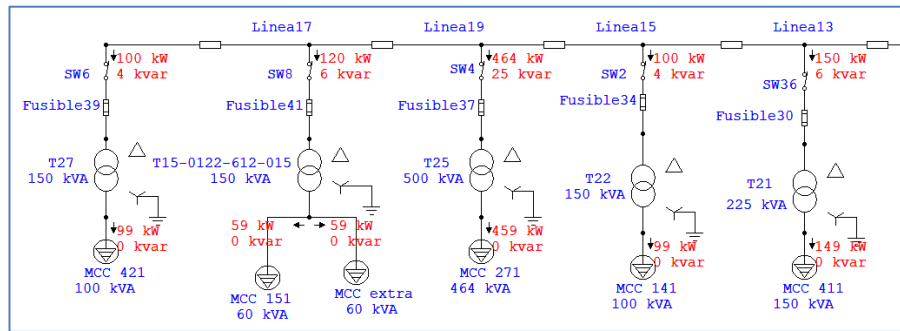 Linea17
Linea19
Linea15
Linea13
100 kW
4 kvar
120 kW
6 kvar
464 kW
25 kvar
100 kW
4 kvar
150 kW
6 kvar
SW6
SW8
SW4
SW2
SW36
Fusible39
Fusible41
Fusible37
Fusible34
Fusible30
T27
150 kVA
T15-0122-612-015
150 kVA
T25
500 kVA
T22
150 kVA
T21
225 kVA
99 kW
0 kvar
59 kW
0 kvar
59 kW
0 kvar
459 kW
0 kvar
99 kW
0 kvar
149 kW
0 kvar
MCC 421
100 kVA
MCC 151
60 kVA
MCC extra
60 kVA
MCC 271
464 kVA
MCC 141
100 kVA
MCC 411
150 kVA